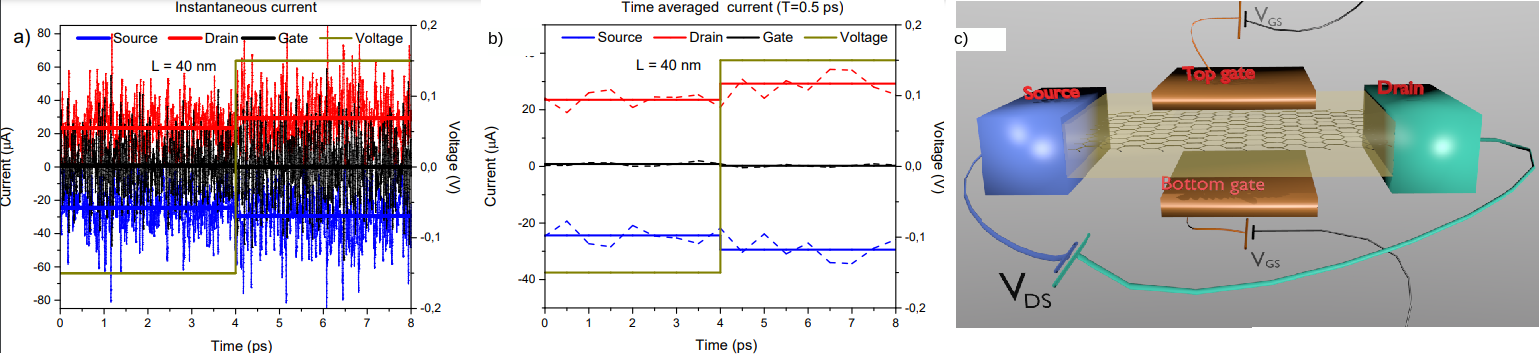 a)
Instantaneous current
Source Drain Gate Voltage
L = 40 nm
80
60
40
20
0
-20
-40
-60
-80
Current (µA)
0,2
0,1
0,0
-0,1
-0,2
Voltage (V)
0 1 2 3 4 5 6 7 8
Time (ps)
b)
Time averaged current (T=0.5 ps)
Source Drain Gate Voltage
L = 40 nm
20
0
-20
-40
Current (µA)
0,2
0,1
0,0
-0,1
-0,2
Voltage (V)
0 1 2 3 4 5 6 7 8
Time (ps)
c)
VGS
Top gate
Source
Drain
Bottom gate
VGS
VDS